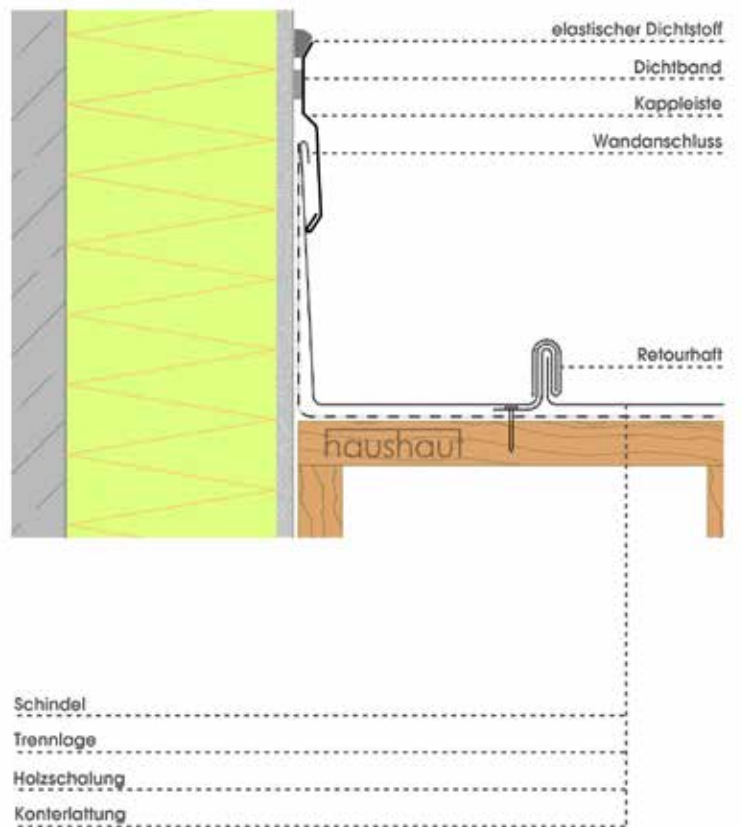 elastischer Dichtstoff
Dichtband
Kappleiste
Wandanschluss
Retourhaft
haushaut
Schindel
Trennlage
Holzschalung
Konterlattung